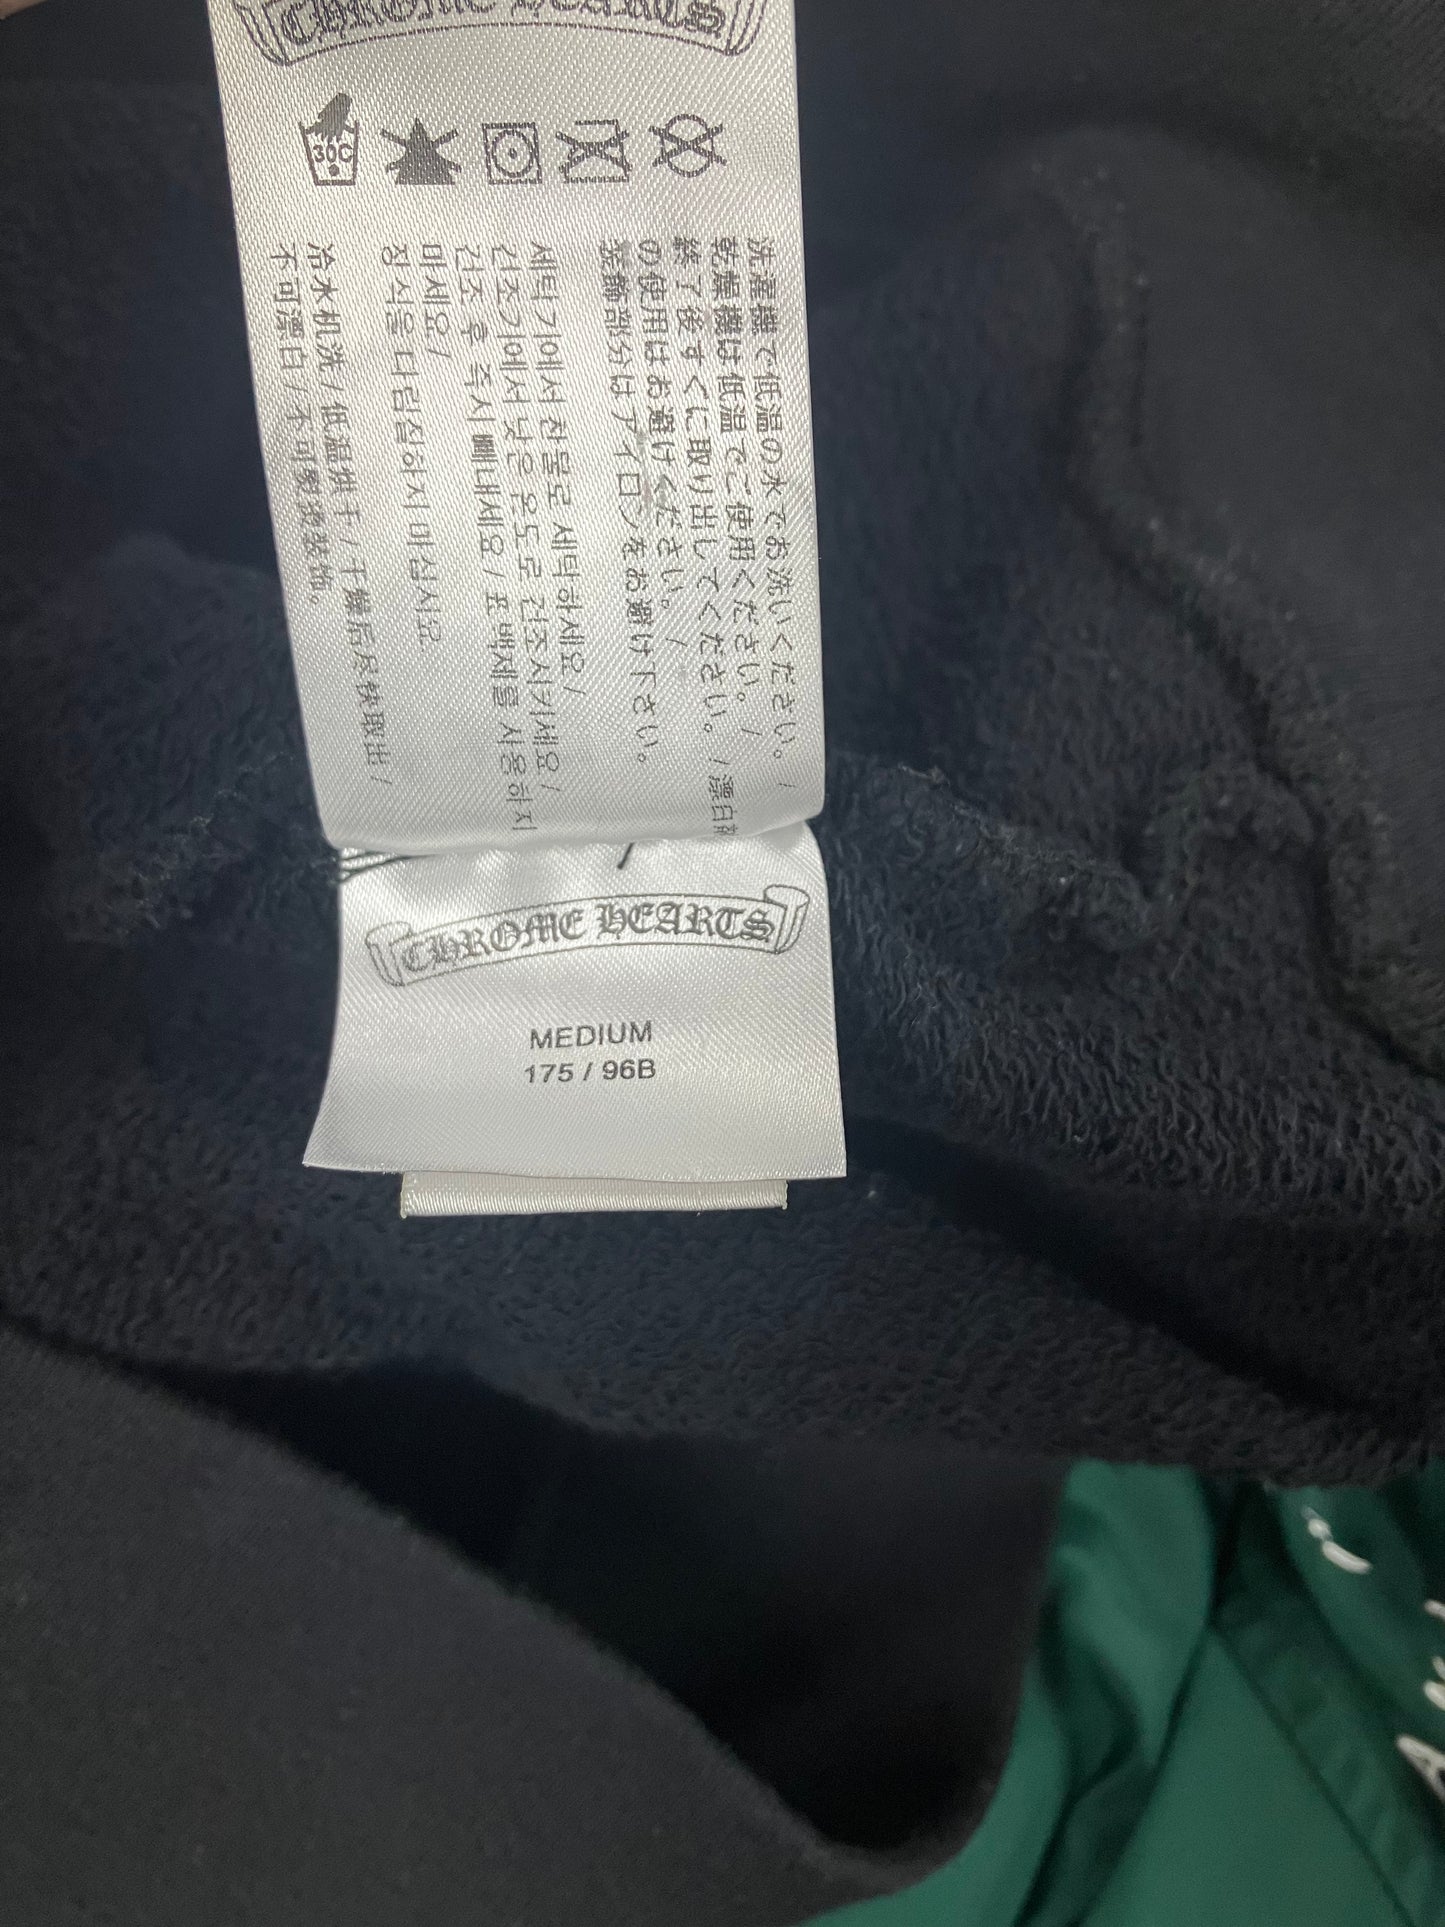 CHROME HEARTS
30C
洗濯機で低温の水でお洗いください。/
乾燥機は低温でご使用ください。/
終了後すぐに取り出してください。/ 漂白剤
の使用はお避けください。/
装飾部分はアイロンをお避け下さい。
세탁기에서 찬물로 세탁하세요/
건조기에서 낮은 온도로 건조시키세요/
건조 후 즉시 빼내세요/ 표백제를 사용하지
마세요/
장식을 다림질하지 마십시오.
冷水机洗 / 低温烘干 / 干燥后尽快取出 /
不可漂白 / 不可熨烫装饰。
CHROME HEARTS
MEDIUM
175 / 96B